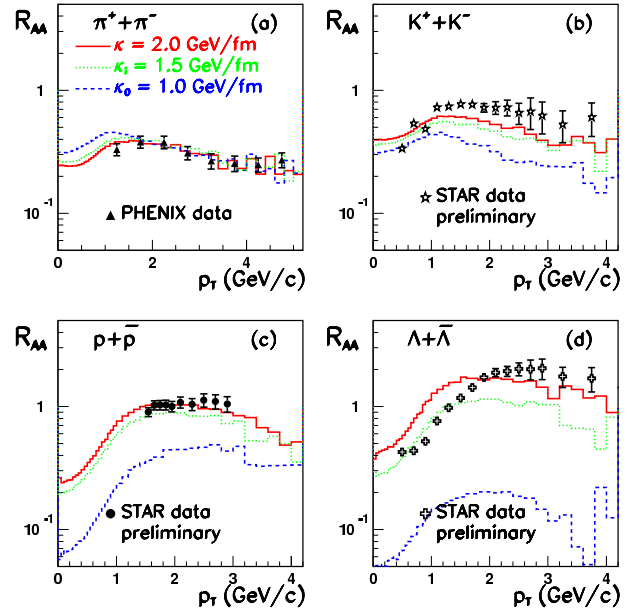 R_AA π⁺+π⁻ (a)
κ = 2.0 GeV/fm
κ₁ = 1.5 GeV/fm
κ₀ = 1.0 GeV/fm
1
10⁻¹
PHENIX data
0 2 4
p_T (GeV/c)
R_AA K⁺+K⁻ (b)
1
10⁻¹
STAR data
preliminary
0 1 2 3 4
p_T (GeV/c)
R_AA p+p̄ (c)
1
10⁻¹
STAR data
preliminary
0 1 2 3 4
p_T (GeV/c)
R_AA Λ+Λ̄ (d)
1
10⁻¹
STAR data
preliminary
0 1 2 3 4
p_T (GeV/c)